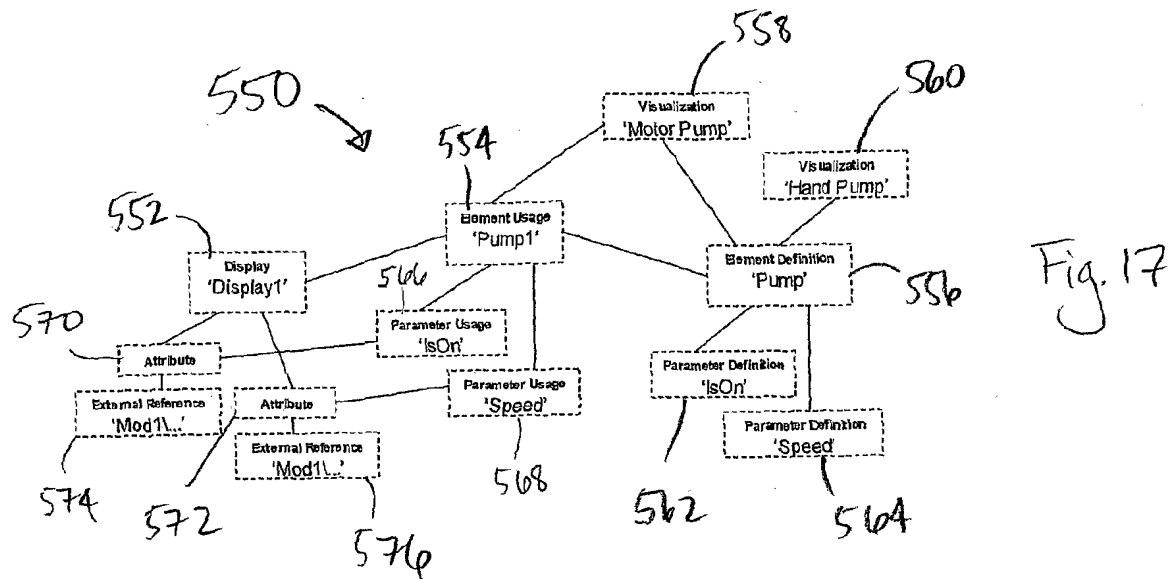 558
550
Visualization
'Motor Pump'
560
554
Visualization
'Hand Pump'
552
Element Usage
'Pump1'
Display
'Display1'
566
Element Definition
'Pump'
556
Fig. 17
570
Parameter Usage
'IsOn'
Attribute
Parameter Definition
'IsOn'
Parameter Usage
'Speed'
External Reference
'Mod1\...'
Attribute
Parameter Definition
'Speed'
External Reference
'Mod1\...'
574
572
576
568
562
564